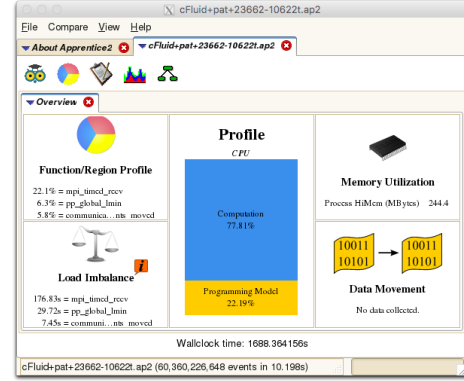 cFluid+pat+23662-10622t.ap2
File Compare View Help
About Apprentice2
cFluid+pat+23662-10622t.ap2
Overview
Function/Region Profile
22.1% = mpi_timed_recv
6.3% = pp_global_lmin
5.8% = communica...nts_moved
Load Imbalance
176.83s = mpi_timed_recv
29.72s = pp_global_lmin
7.45s = communi...nts_moved
Profile
CPU
Computation
77.81%
Programming Model
22.19%
Memory Utilization
Process HiMem (MBytes) 244.4
10011
10101
10011
10101
Data Movement
No data collected.
Wallclock time: 1688.364156s
cFluid+pat+23662-10622t.ap2 (60,360,226,648 events in 10.198s)